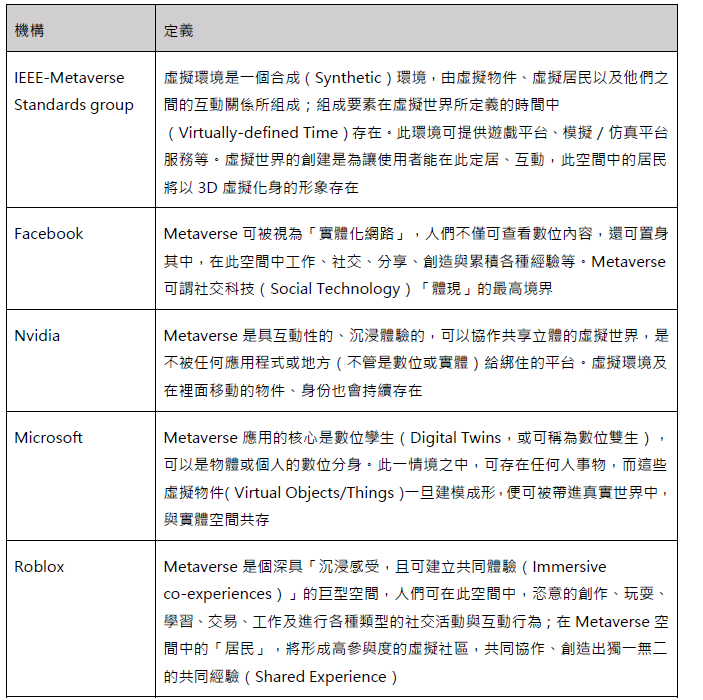 機構
定義
IEEE-Metaverse
Standards group
虛擬環境是一個合成（Synthetic）環境，由虛擬物件、虛擬居民以及他們之
間的互動關係所組成；組成要素在虛擬世界所定義的時間中
（Virtually-defined Time）存在。此環境可提供遊戲平台、模擬／仿真平台
服務等。虛擬世界的創建是為讓使用者能在此定居、互動，此空間中的居民
將以 3D 虛擬化身的形象存在
Facebook
Metaverse 可被視為「實體化網路」，人們不僅可查看數位內容，還可置身
其中，在此空間中工作、社交、分享、創造與累積各種經驗等。Metaverse
可謂社交科技（Social Technology）「體現」的最高境界
Nvidia
Metaverse 是具互動性的、沉浸體驗的，可以協作共享立體的虛擬世界，是
不被任何應用程式或地方（不管是數位或實體）給綁住的平台。虛擬環境及
在裡面移動的物件、身份也會持續存在
Microsoft
Metaverse 應用的核心是數位孿生（Digital Twins，或可稱為數位雙生），
可以是物體或個人的數位分身。此一情境之中，可存在任何人事物，而這些
虛擬物件（Virtual Objects/Things）一旦建模成形，便可被帶進真實世界中，
與實體空間共存
Roblox
Metaverse 是個深具「沉浸感受，且可建立共同體驗（Immersive
co-experiences）」的巨型空間，人們可在此空間中，恣意的創作、玩耍、
學習、交易、工作及進行各種類型的社交活動與互動行為；在 Metaverse 空
間中的「居民」，將形成高參與度的虛擬社區，共同協作、創造出獨一無二
的共同經驗（Shared Experience）